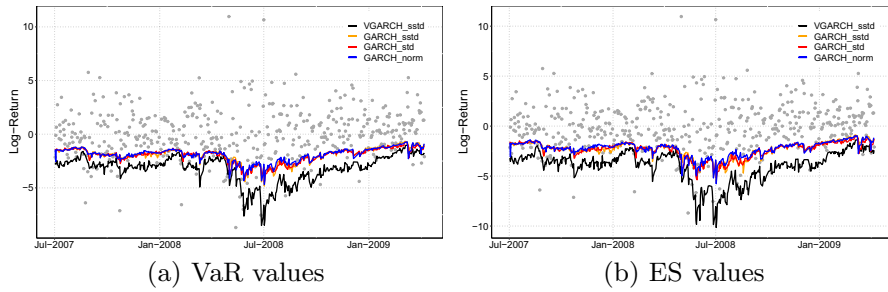 VGARCH_sstd
GARCH_sstd
GARCH_std
GARCH_norm
10
5
0
−5
Log−Return
Jul−2007
Jan−2008
Jul−2008
Jan−2009
(a) VaR values
VGARCH_sstd
GARCH_sstd
GARCH_std
GARCH_norm
10
5
0
−5
−10
Log−Return
Jul−2007
Jan−2008
Jul−2008
Jan−2009
(b) ES values